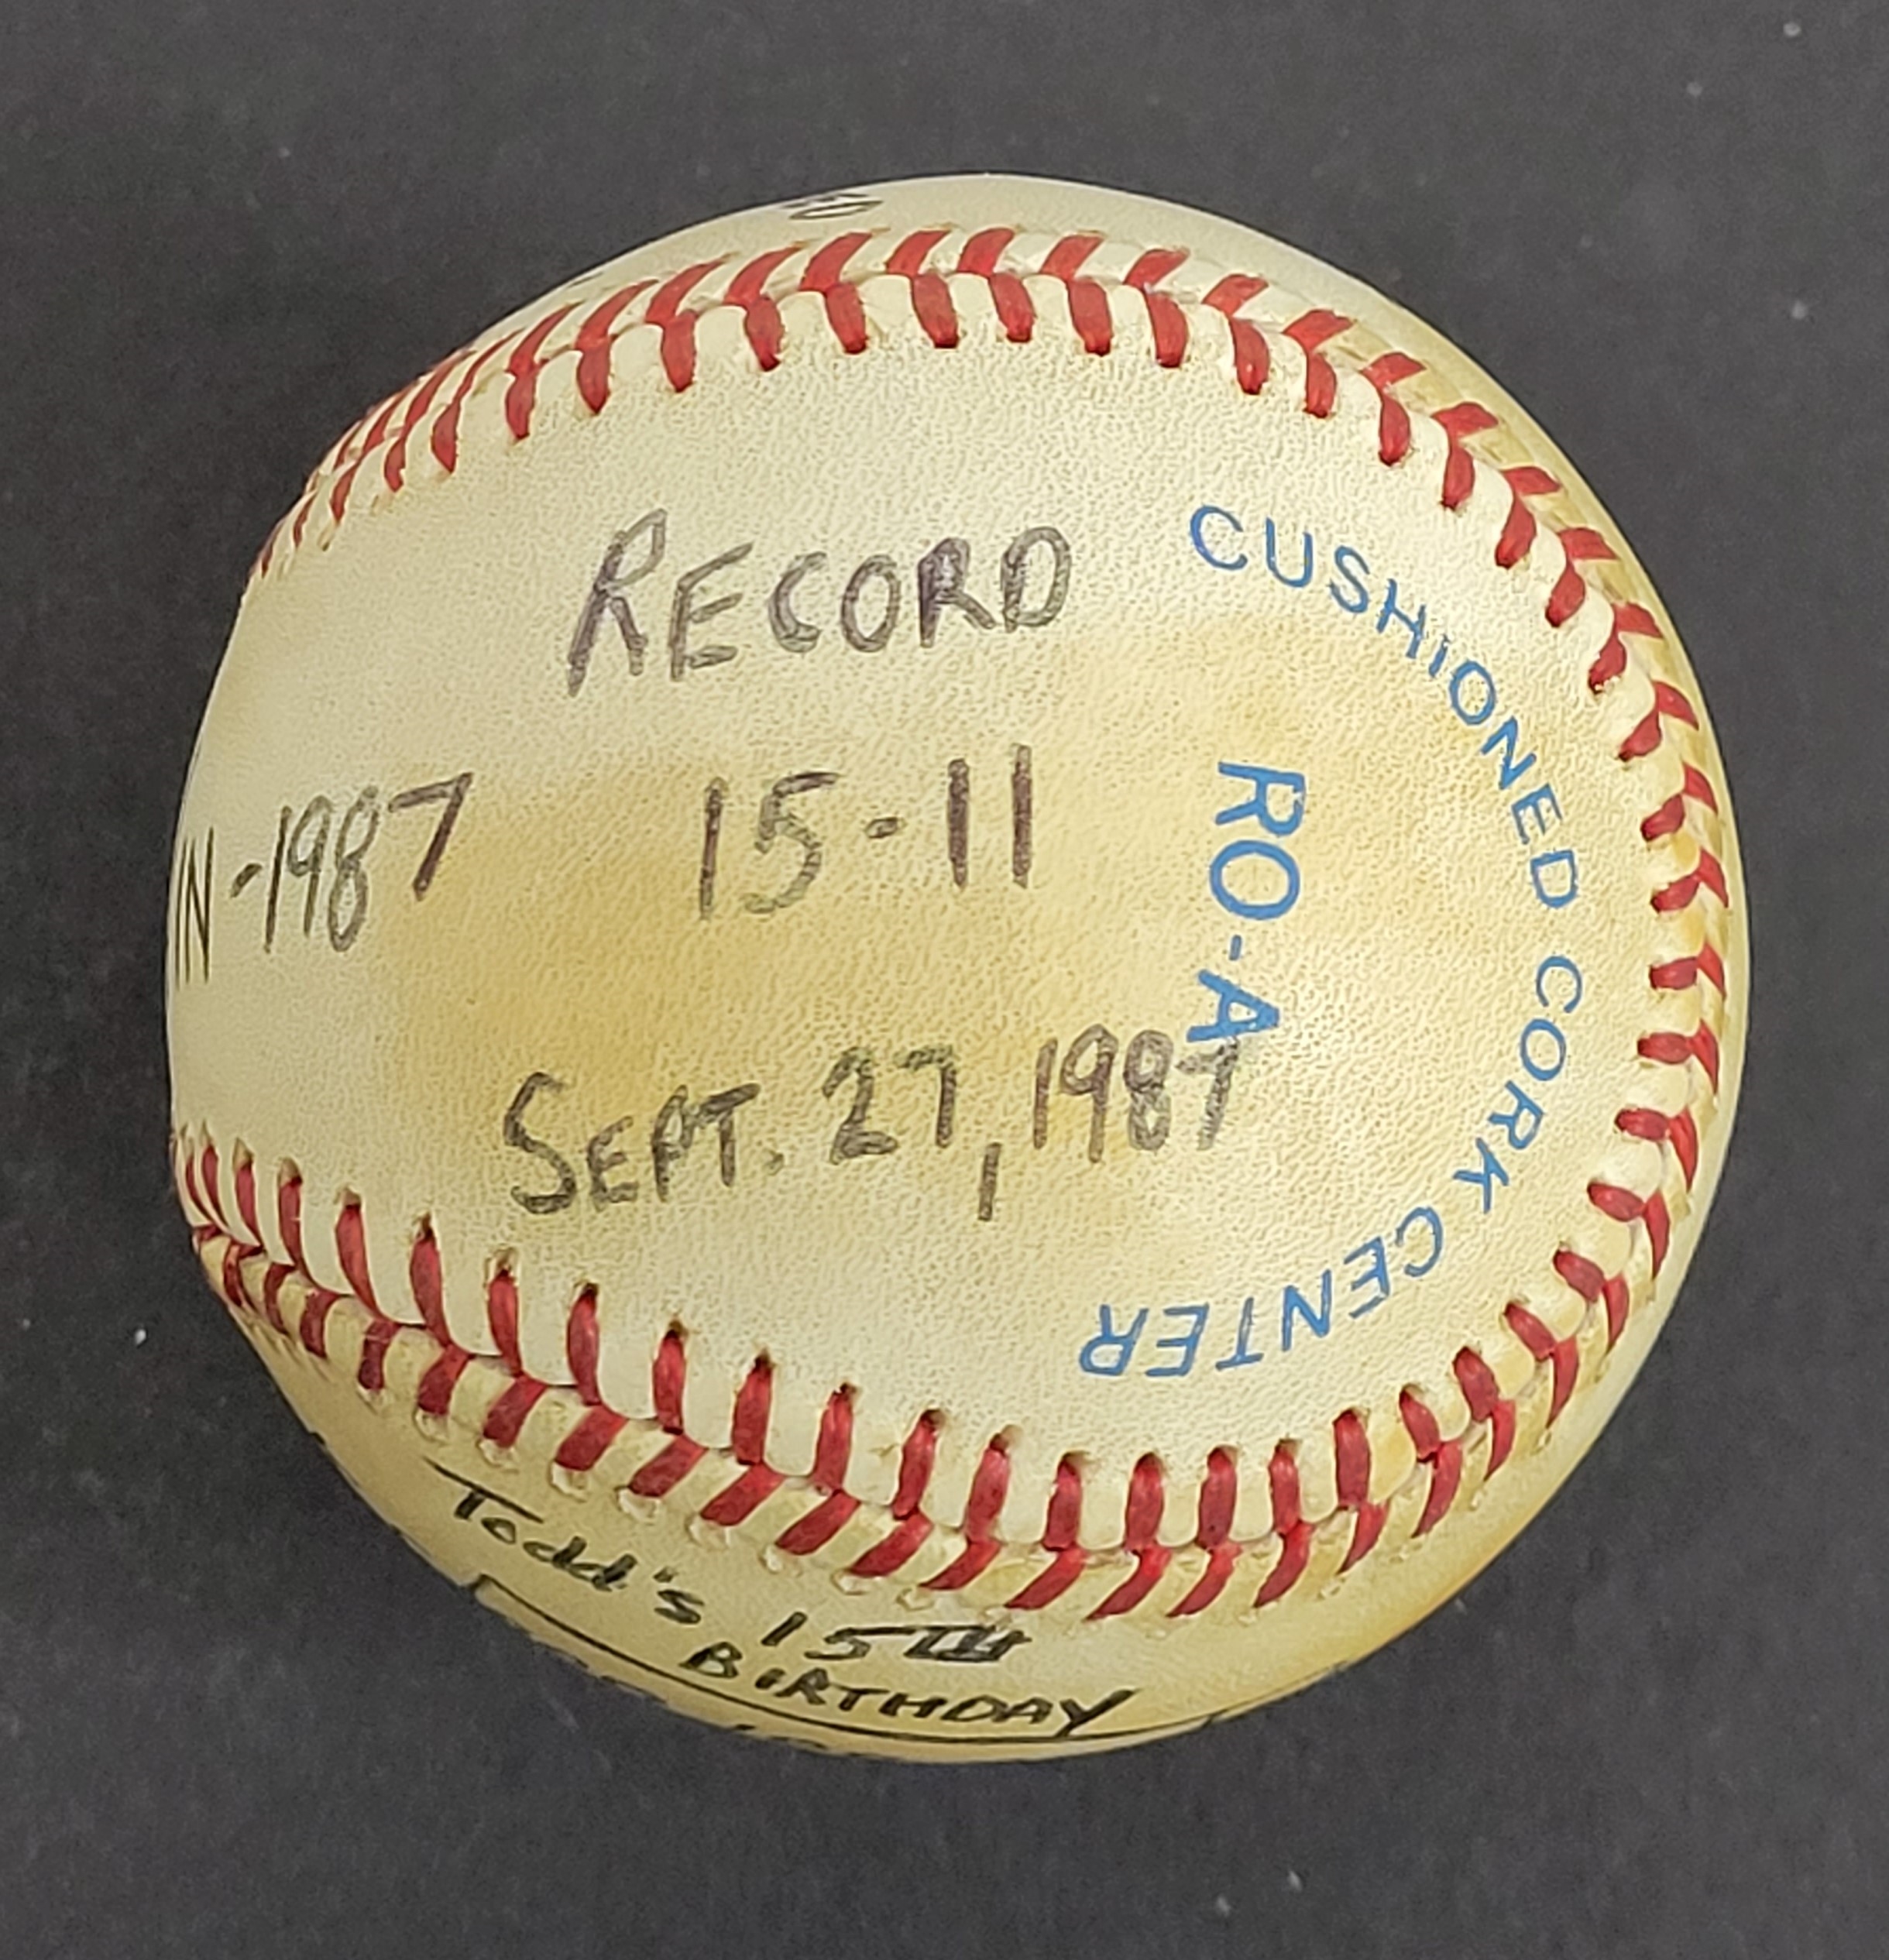 RECORD
IN-1987
15-11
SEPT. 27, 1987
CUSHIONED CORK CENTER
RO-A
Todd's 15TH
BIRTHDAY